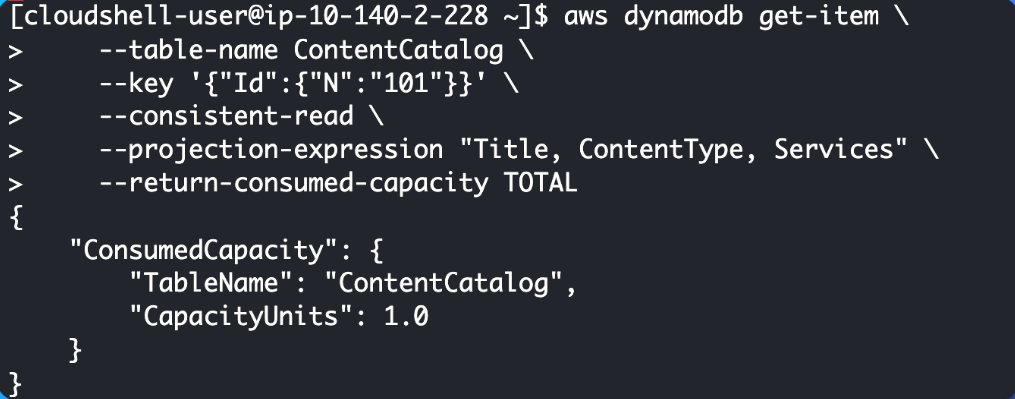 [cloudshell-user@ip-10-140-2-228 ~]$ aws dynamodb get-item \
>     --table-name ContentCatalog \
>     --key '{"Id":{"N":"101"}}' \
>     --consistent-read \
>     --projection-expression "Title, ContentType, Services" \
>     --return-consumed-capacity TOTAL
{
    "ConsumedCapacity": {
        "TableName": "ContentCatalog",
        "CapacityUnits": 1.0
    }
}